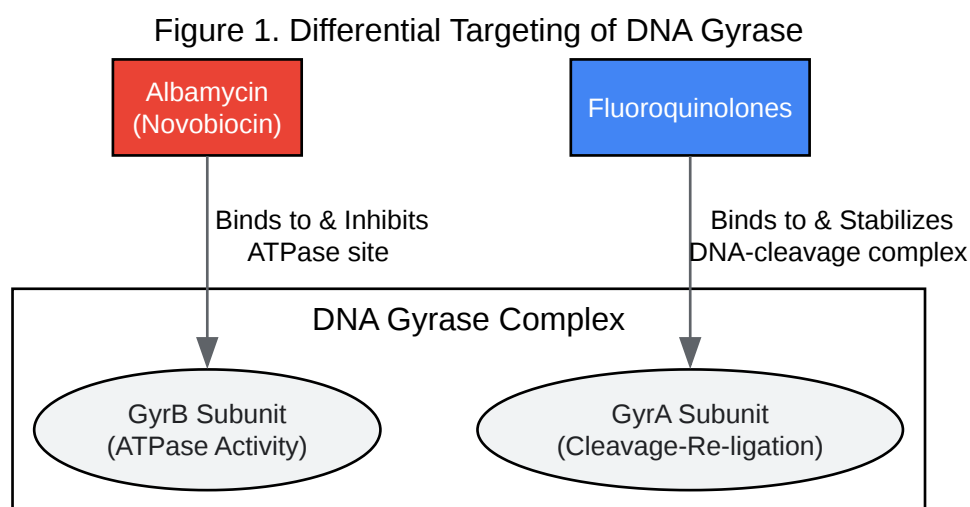 Figure 1. Differential Targeting of DNA Gyrase
Albamycin
(Novobiocin)
Fluoroquinolones
Binds to & Inhibits
ATPase site
Binds to & Stabilizes
DNA-cleavage complex
DNA Gyrase Complex
GyrB Subunit
(ATPase Activity)
GyrA Subunit
(Cleavage-Re-ligation)